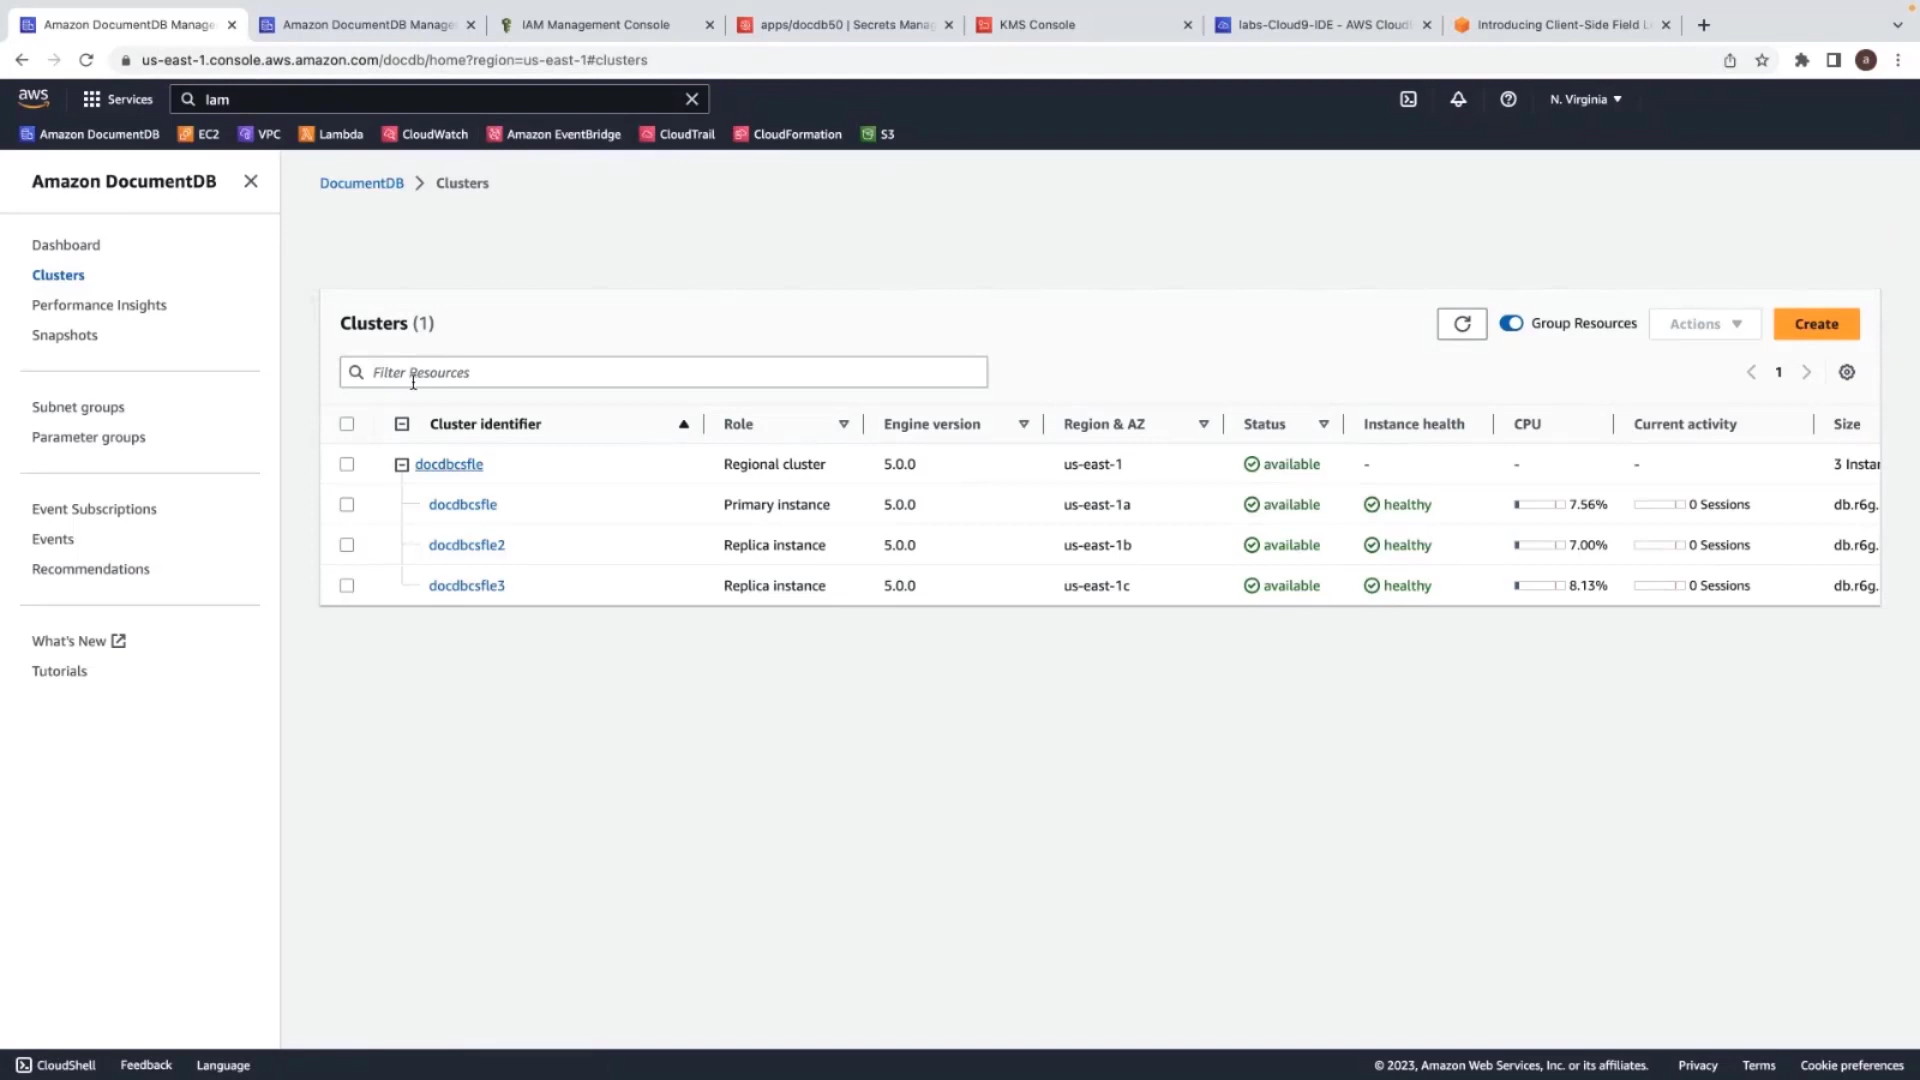 Amazon DocumentDB Manage
Amazon DocumentDB Manage
IAM Management Console
apps/docdb50 | Secrets Manag
KMS Console
labs-Cloud9-IDE - AWS Cloud
Introducing Client-Side Field L
us-east-1.console.aws.amazon.com/docdb/home?region=us-east-1#clusters
a
aws
Services
lam
N. Virginia
Amazon DocumentDB
EC2
VPC
Lambda
CloudWatch
Amazon EventBridge
CloudTrail
CloudFormation
S3
Amazon DocumentDB
Dashboard
Clusters
Performance Insights
Snapshots
Subnet groups
Parameter groups
Event Subscriptions
Events
Recommendations
What's New
Tutorials
DocumentDB > Clusters
Clusters (1)
Group Resources
Actions
Create
Filter Resources
1
Cluster identifier Role Engine version Region & AZ Status Instance health CPU Current activity Size
docdbcsfle Regional cluster 5.0.0 us-east-1 available - - - 3 Instan
docdbcsfle Primary instance 5.0.0 us-east-1a available healthy 7.56% 0 Sessions db.r6g.
docdbcsfle2 Replica instance 5.0.0 us-east-1b available healthy 7.00% 0 Sessions db.r6g.
docdbcsfle3 Replica instance 5.0.0 us-east-1c available healthy 8.13% 0 Sessions db.r6g.
CloudShell
Feedback
Language
© 2023, Amazon Web Services, Inc. or its affiliates.
Privacy
Terms
Cookie preferences